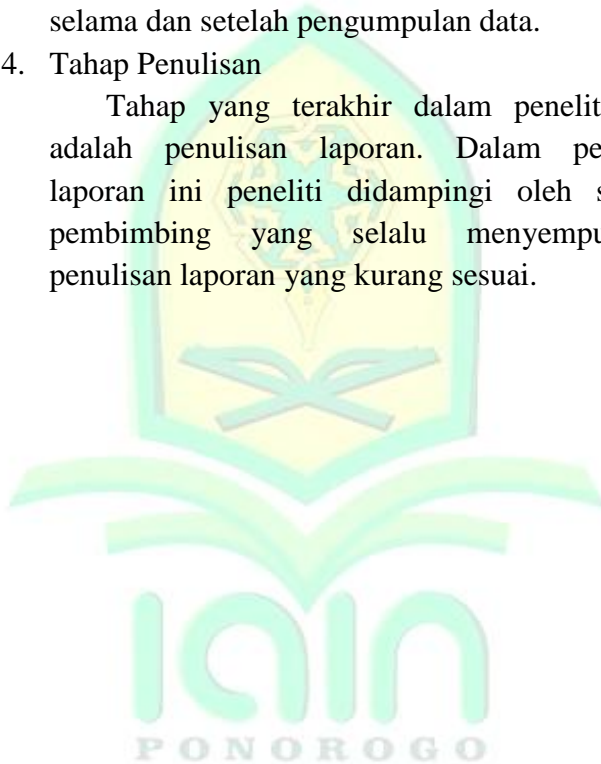 selama dan setelah pengumpulan data.
4. Tahap Penulisan
Tahap yang terakhir dalam penelit
adalah penulisan laporan. Dalam pe
laporan ini peneliti didampingi oleh s
pembimbing yang selalu menyempu
penulisan laporan yang kurang sesuai.
iain
PONOROGO